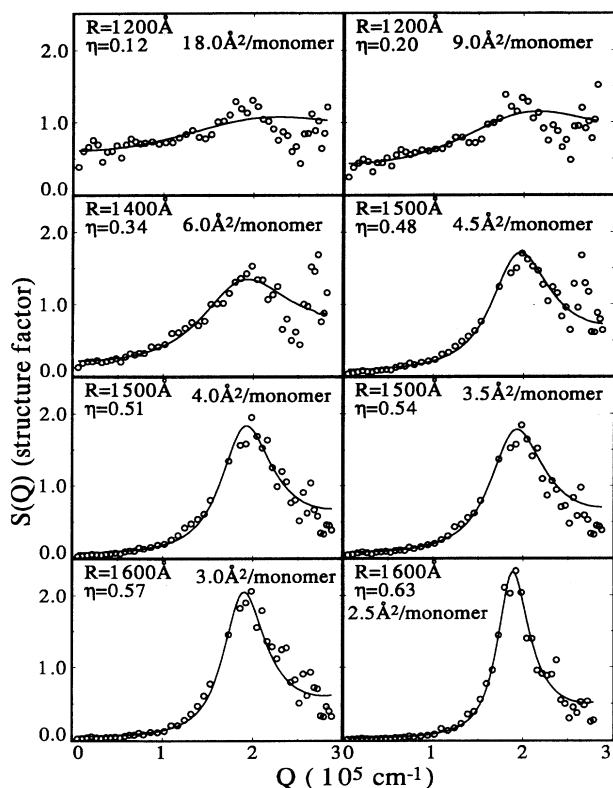 R=1200Å
η=0.12 18.0Å²/monomer
R=1200Å
η=0.20 9.0Å²/monomer
2.0
1.0
0.0
R=1400Å
η=0.34 6.0Å²/monomer
R=1500Å
η=0.48 4.5Å²/monomer
2.0
1.0
0.0
R=1500Å
η=0.51 4.0Å²/monomer
R=1500Å
η=0.54 3.5Å²/monomer
2.0
1.0
0.0
R=1600Å
η=0.57 3.0Å²/monomer
R=1600Å
η=0.63
2.5Å²/monomer
2.0
1.0
0.0
S(Q) (structure factor)
0 1 2 30 1 2 3
Q ( 10⁵ cm⁻¹)